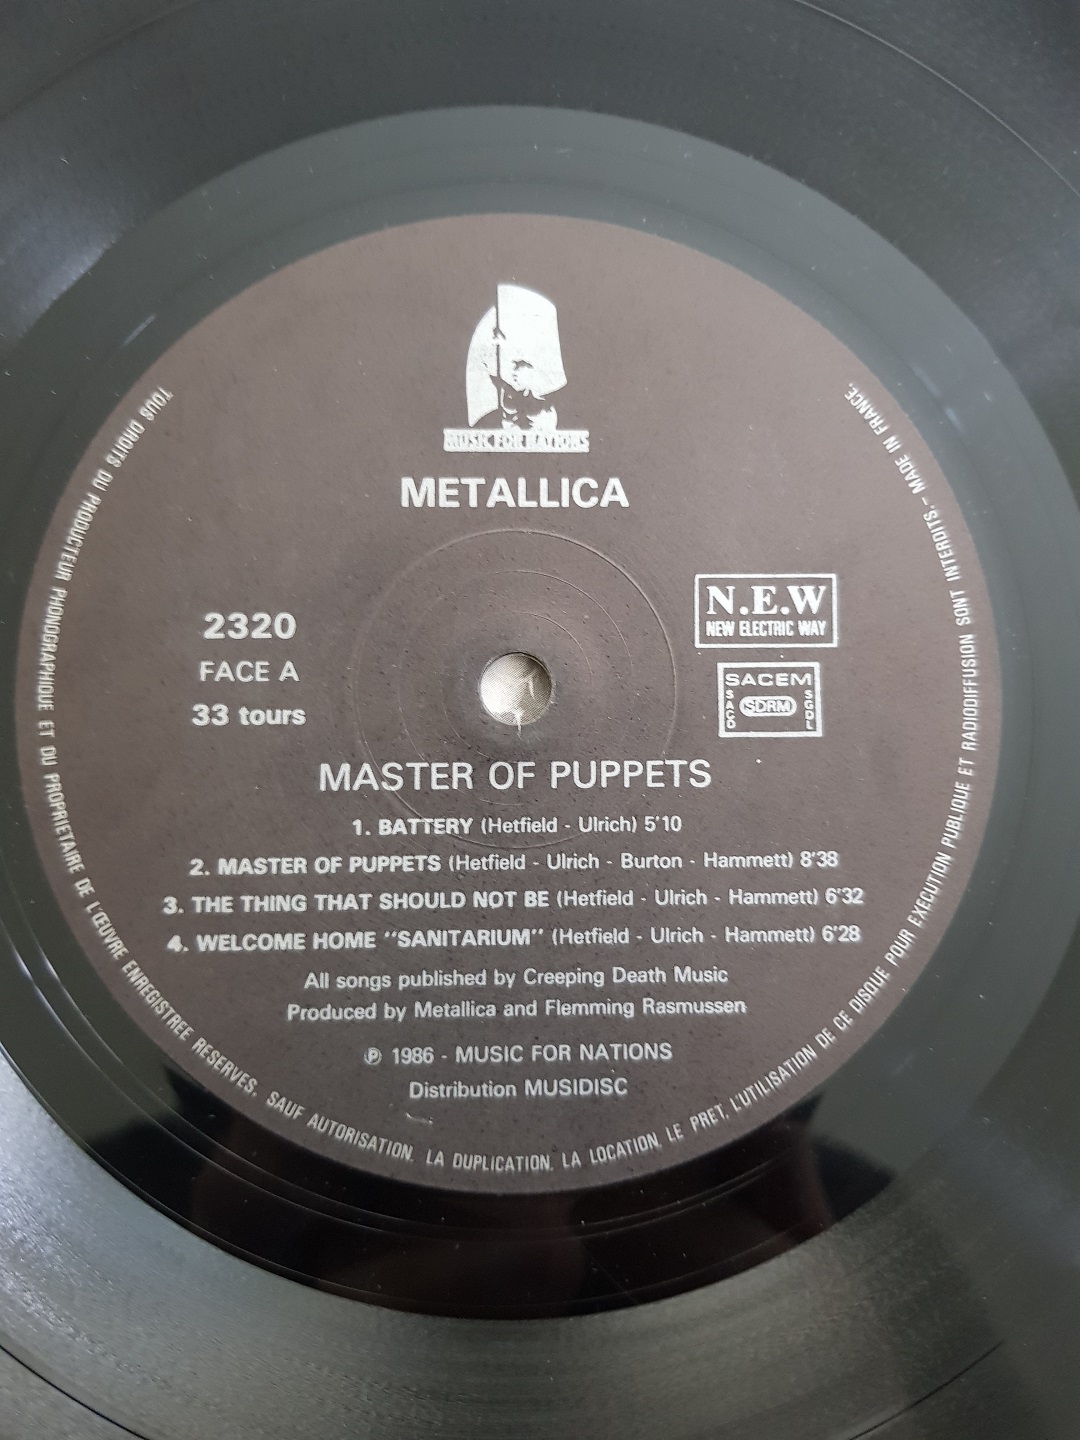 MUSIC FOR NATIONS
METALLICA
2320
FACE A
33 tours
N.E.W
NEW ELECTRIC WAY
SACEM
SACD
SDRM
SGDL
MASTER OF PUPPETS
1. BATTERY (Hetfield - Ulrich) 5'10
2. MASTER OF PUPPETS (Hetfield - Ulrich - Burton - Hammett) 8'38
3. THE THING THAT SHOULD NOT BE (Hetfield - Ulrich - Hammett) 6'32
4. WELCOME HOME "SANITARIUM" (Hetfield - Ulrich - Hammett) 6'28
All songs published by Creeping Death Music
Produced by Metallica and Flemming Rasmussen
℗ 1986 - MUSIC FOR NATIONS
Distribution MUSIDISC
TOUS DROITS DU PRODUCTEUR PHONOGRAPHIQUE ET DU PROPRIETAIRE DE L'ŒUVRE ENREGISTREE RESERVES. SAUF AUTORISATION. LA DUPLICATION. LA LOCATION. LE PRET. L'UTILISATION DE CE DISQUE POUR EXECUTION PUBLIQUE ET RADIODIFFUSION SONT INTERDITS. - MADE IN FRANCE.